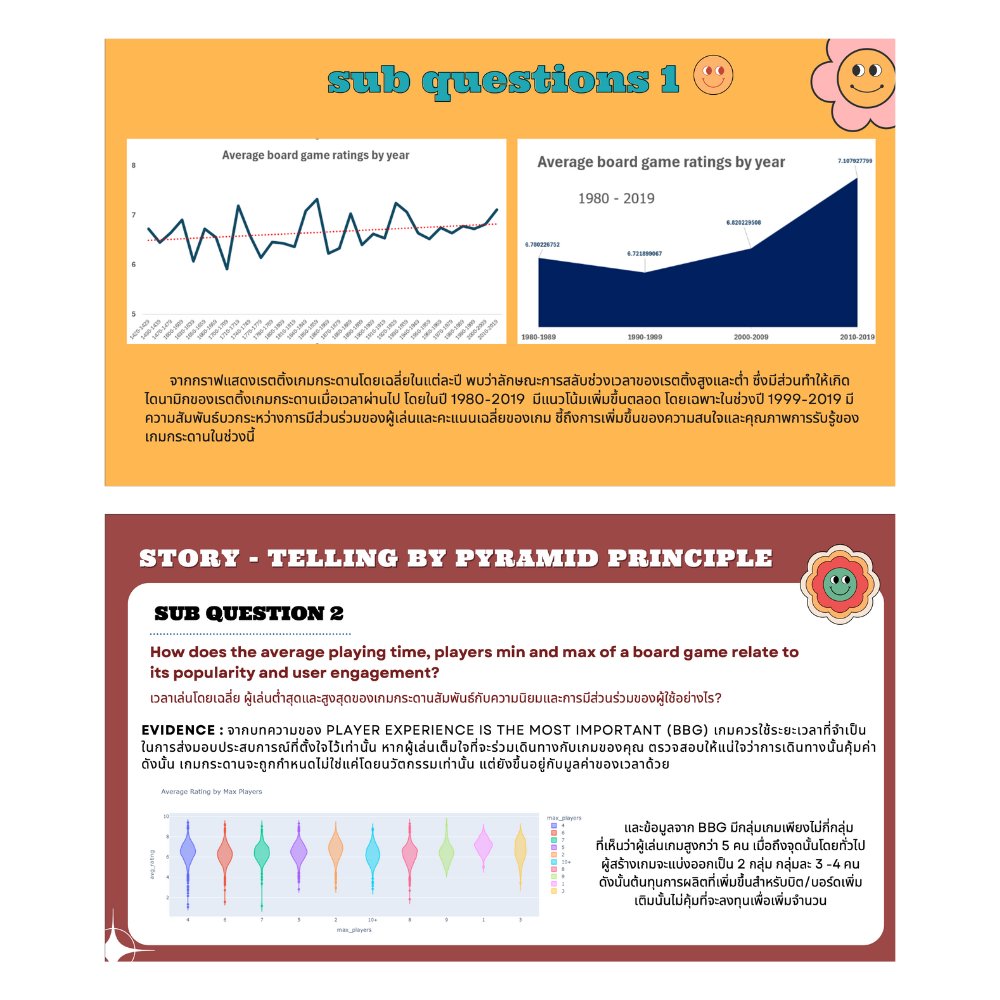 sub questions 1
Average board game ratings by year
8
7
6
5
Average board game ratings by year
1980 - 2019
7.107927799
6.820229508
6.780226752
6.721899067
1980-1989
1990-1999
2000-2009
2010-2019
จากกราฟแสดงเรตติ้งเกมกระดานโดยเฉลี่ยในแต่ละปี พบว่าลักษณะการสลับช่วงเวลาของเรตติ้งสูงและต่ำ ซึ่งมีส่วนทำให้เกิด
ไดนามิกของเรตติ้งเกมกระดานเมื่อเวลาผ่านไป โดยในปี 1980-2019 มีแนวโน้มเพิ่มขึ้นตลอด โดยเฉพาะในช่วงปี 1999-2019 มี
ความสัมพันธ์บวกระหว่างการมีส่วนร่วมของผู้เล่นและคะแนนเฉลี่ยของเกม ชี้ถึงการเพิ่มขึ้นของความสนใจและคุณภาพการรับรู้ของ
เกมกระดานในช่วงนี้
STORY - TELLING BY PYRAMID PRINCIPLE
SUB QUESTION 2
How does the average playing time, players min and max of a board game relate to
its popularity and user engagement?
เวลาเล่นโดยเฉลี่ย ผู้เล่นต่ำสุดและสูงสุดของเกมกระดานสัมพันธ์กับความนิยมและการมีส่วนร่วมของผู้ใช้อย่างไร?
EVIDENCE : จากบทความของ PLAYER EXPERIENCE IS THE MOST IMPORTANT (BBG) เกมควรใช้ระยะเวลาที่จำเป็น
ในการส่งมอบประสบการณ์ที่ตั้งใจไว้เท่านั้น หากผู้เล่นเต็มใจที่จะร่วมเดินทางกับเกมของคุณ ตรวจสอบให้แน่ใจว่าการเดินทางนั้นคุ้มค่า
ดังนั้น เกมกระดานจะถูกกำหนดไม่ใช่แค่โดยนวัตกรรมเท่านั้น แต่ยังขึ้นอยู่กับมูลค่าของเวลาด้วย
Average Rating by Max Players
avg_rating
10
8
6
4
2
4 6 7 5 2 10+ 8 9 1 3
max_players
max_players
4
6
7
5
2
10+
8
9
1
3
และข้อมูลจาก BBG มีกลุ่มเกมเพียงไม่กี่กลุ่ม
ที่เห็นว่าผู้เล่นเกมสูงกว่า 5 คน เมื่อถึงจุดนั้นโดยทั่วไป
ผู้สร้างเกมจะแบ่งออกเป็น 2 กลุ่ม กลุ่มละ 3 -4 คน
ดังนั้นต้นทุนการผลิตที่เพิ่มขึ้นสำหรับบิต/บอร์ดเพิ่ม
เติมนั้นไม่คุ้มที่จะลงทุนเพื่อเพิ่มจำนวน